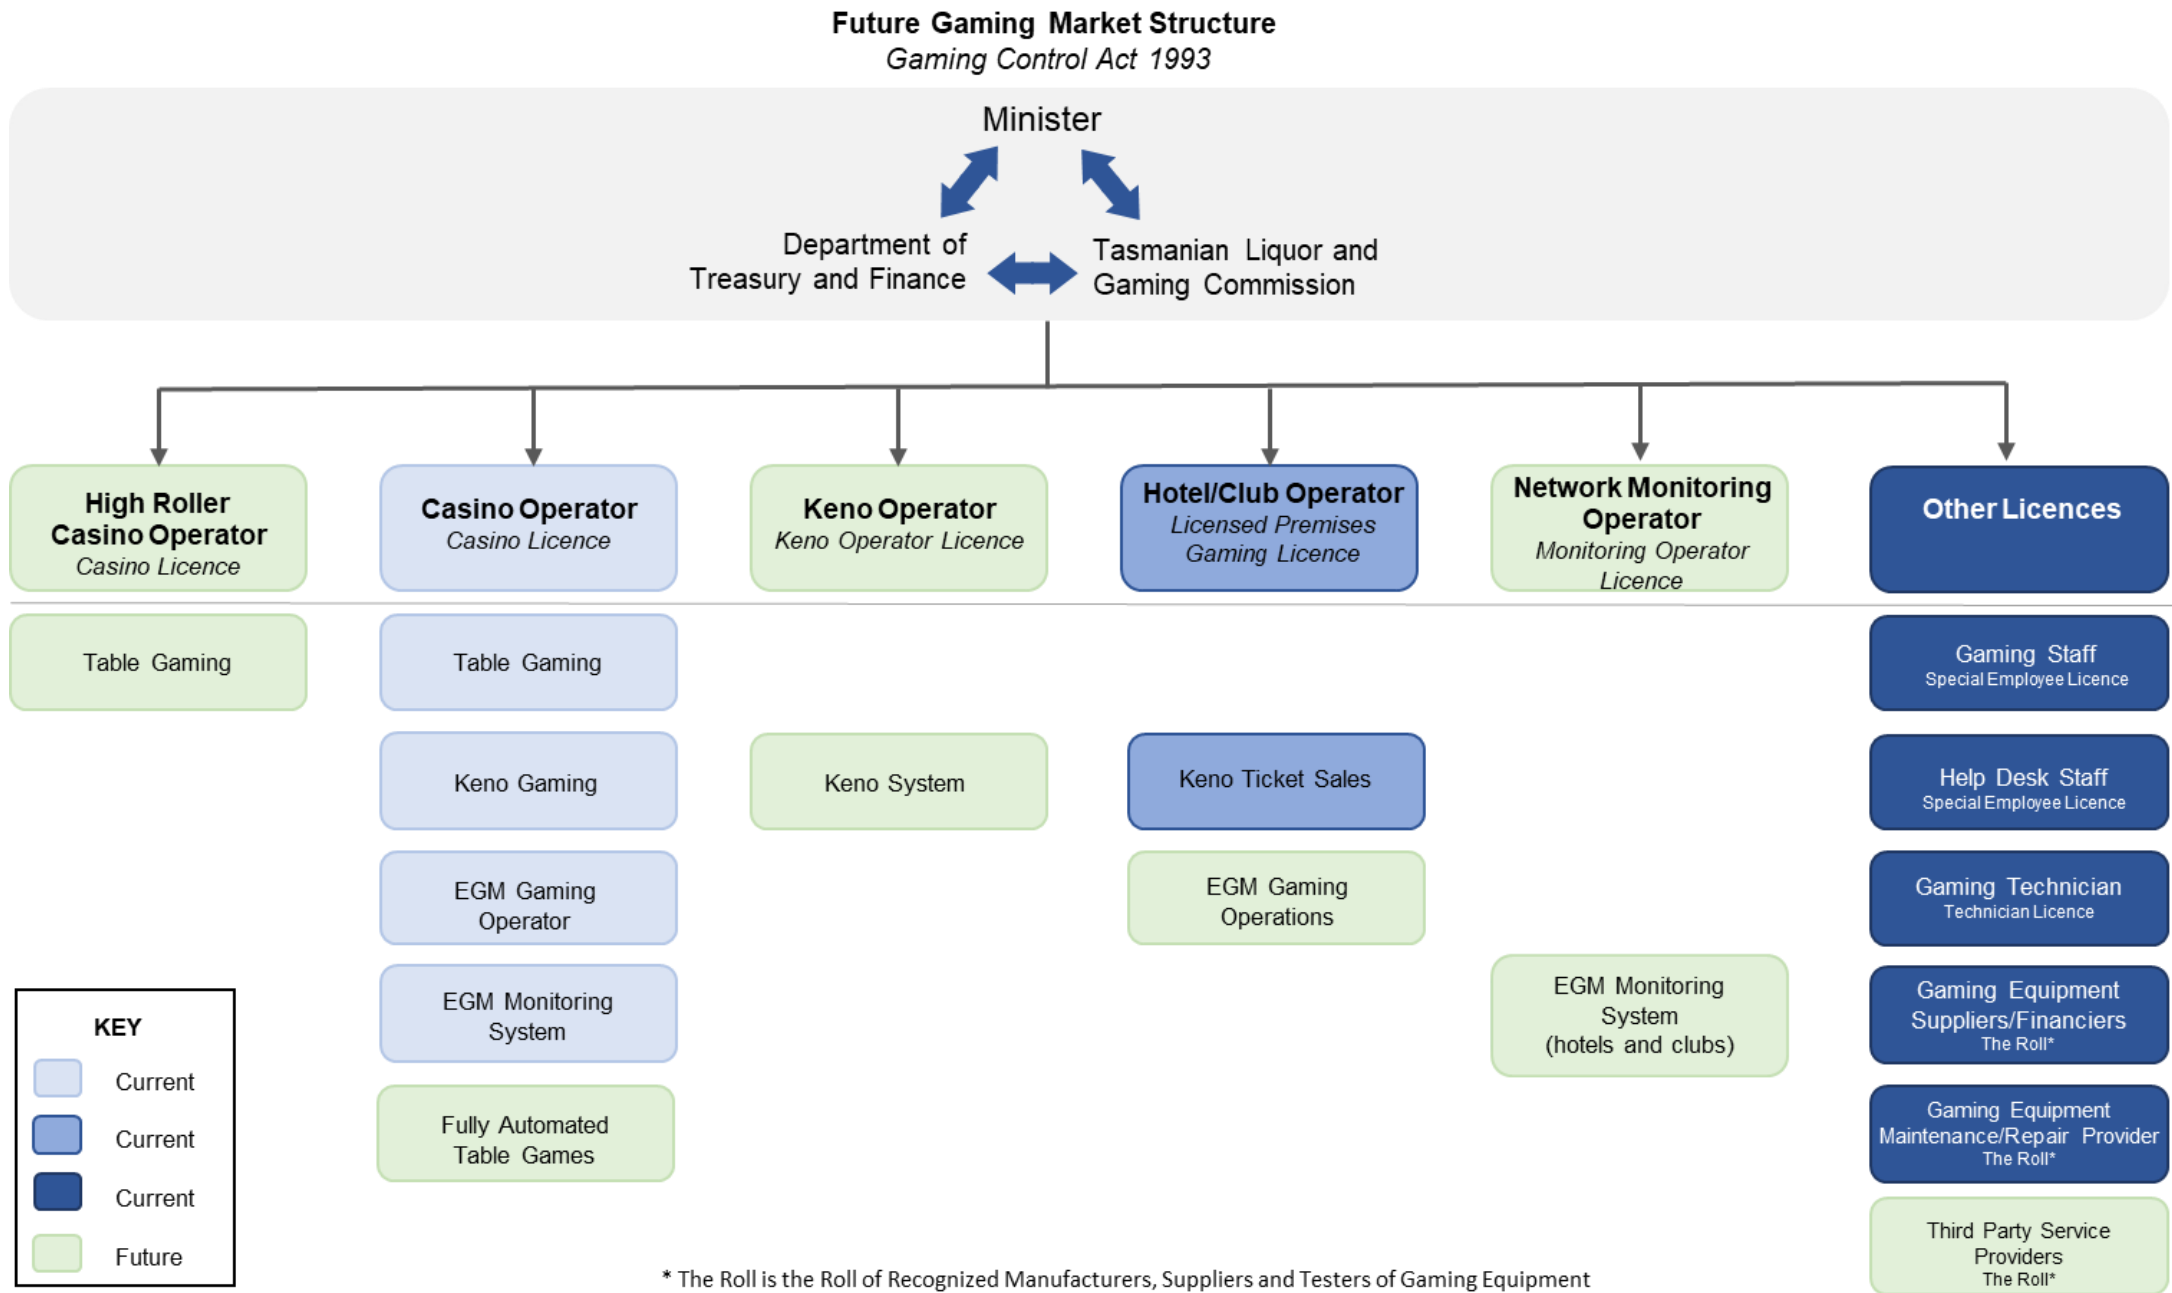 Future Gaming Market Structure
Gaming Control Act 1993
Minister
Department of
Treasury and Finance
Tasmanian Liquor and
Gaming Commission
High Roller
Casino Operator
Casino Licence
Casino Operator
Casino Licence
Keno Operator
Keno Operator Licence
Hotel/Club Operator
Licensed Premises
Gaming Licence
Network Monitoring
Operator
Monitoring Operator
Licence
Other Licences
Table Gaming
Table Gaming
Gaming Staff
Special Employee Licence
Keno Gaming
Keno System
Keno Ticket Sales
Help Desk Staff
Special Employee Licence
EGM Gaming
Operator
EGM Gaming
Operations
Gaming Technician
Technician Licence
EGM Monitoring
System
EGM Monitoring
System
(hotels and clubs)
Gaming Equipment
Suppliers/Financiers
The Roll*
Fully Automated
Table Games
Gaming Equipment
Maintenance/Repair Provider
The Roll*
Third Party Service
Providers
The Roll*
KEY
Current
Current
Current
Future
* The Roll is the Roll of Recognized Manufacturers, Suppliers and Testers of Gaming Equipment